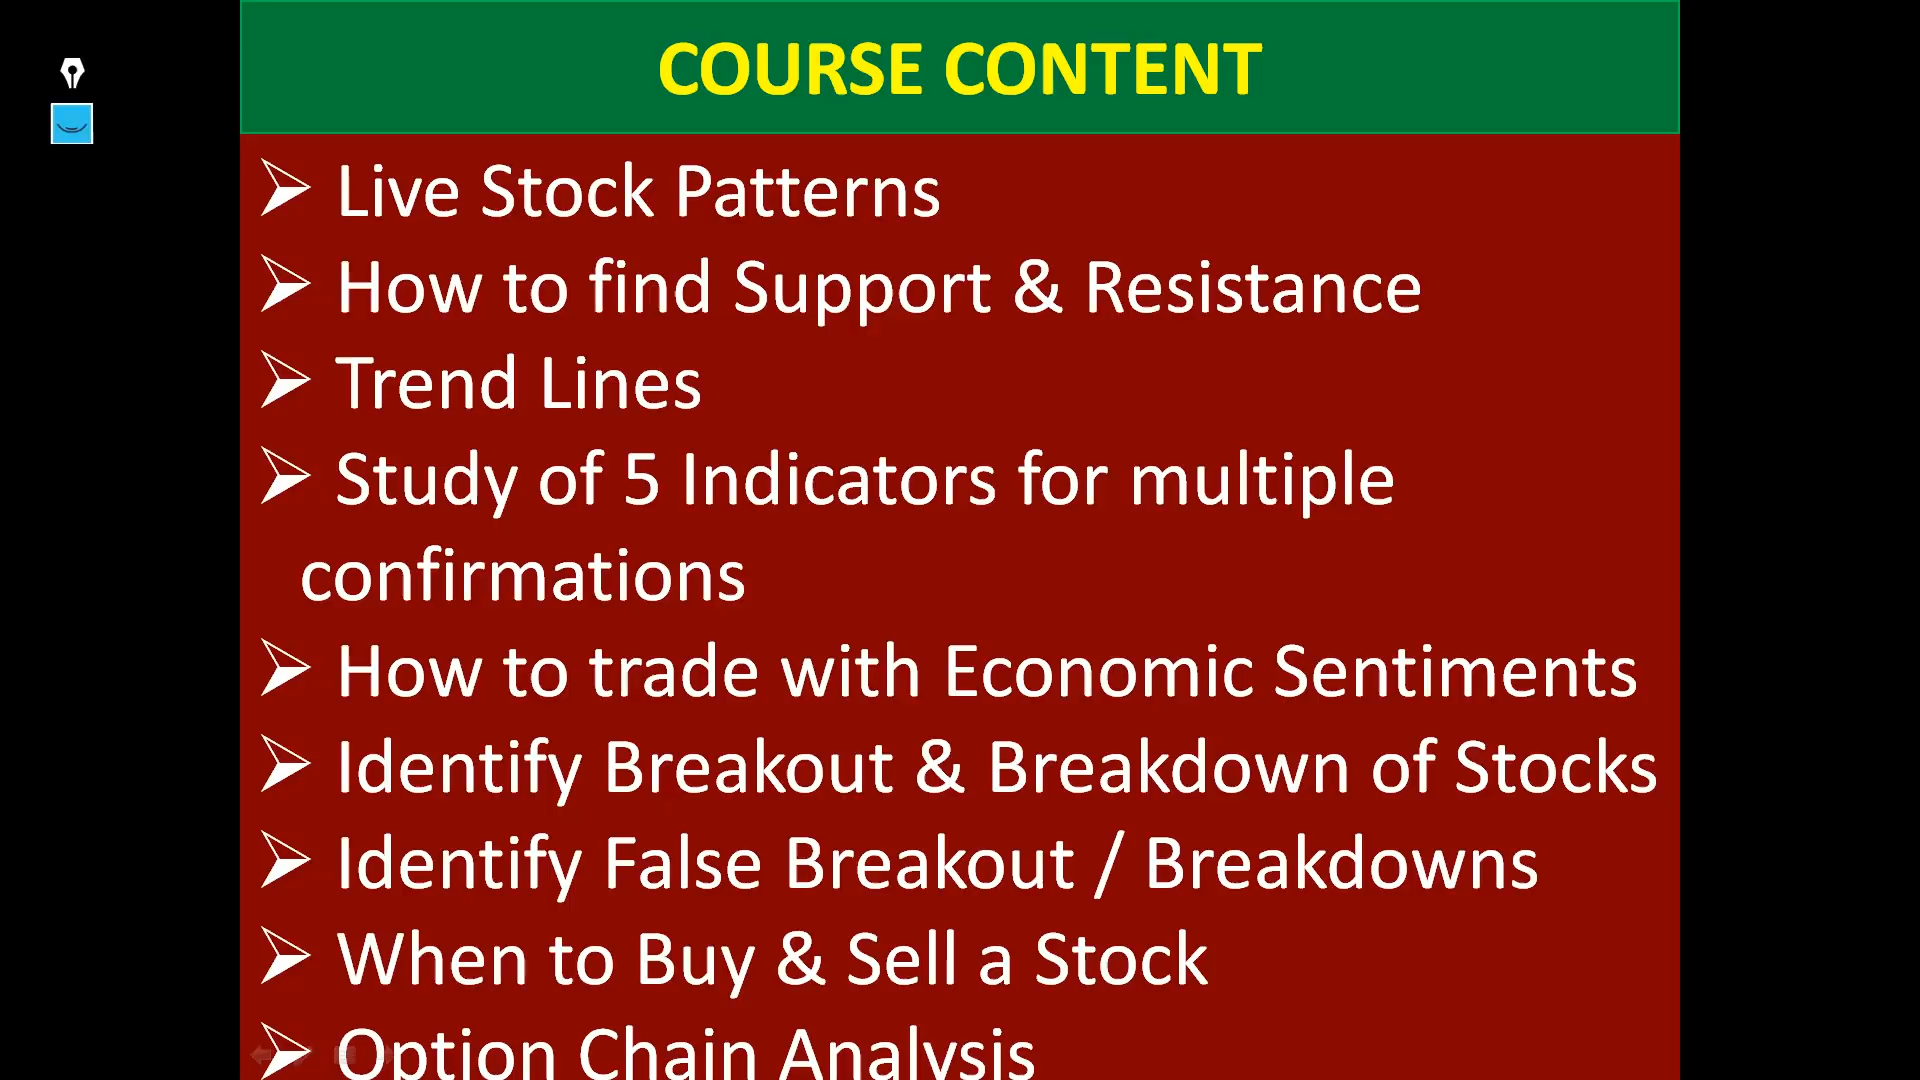 COURSE CONTENT
➢ Live Stock Patterns
➢ How to find Support & Resistance
➢ Trend Lines
➢ Study of 5 Indicators for multiple
confirmations
➢ How to trade with Economic Sentiments
➢ Identify Breakout & Breakdown of Stocks
➢ Identify False Breakout / Breakdowns
➢ When to Buy & Sell a Stock
➢ Option Chain Analysis